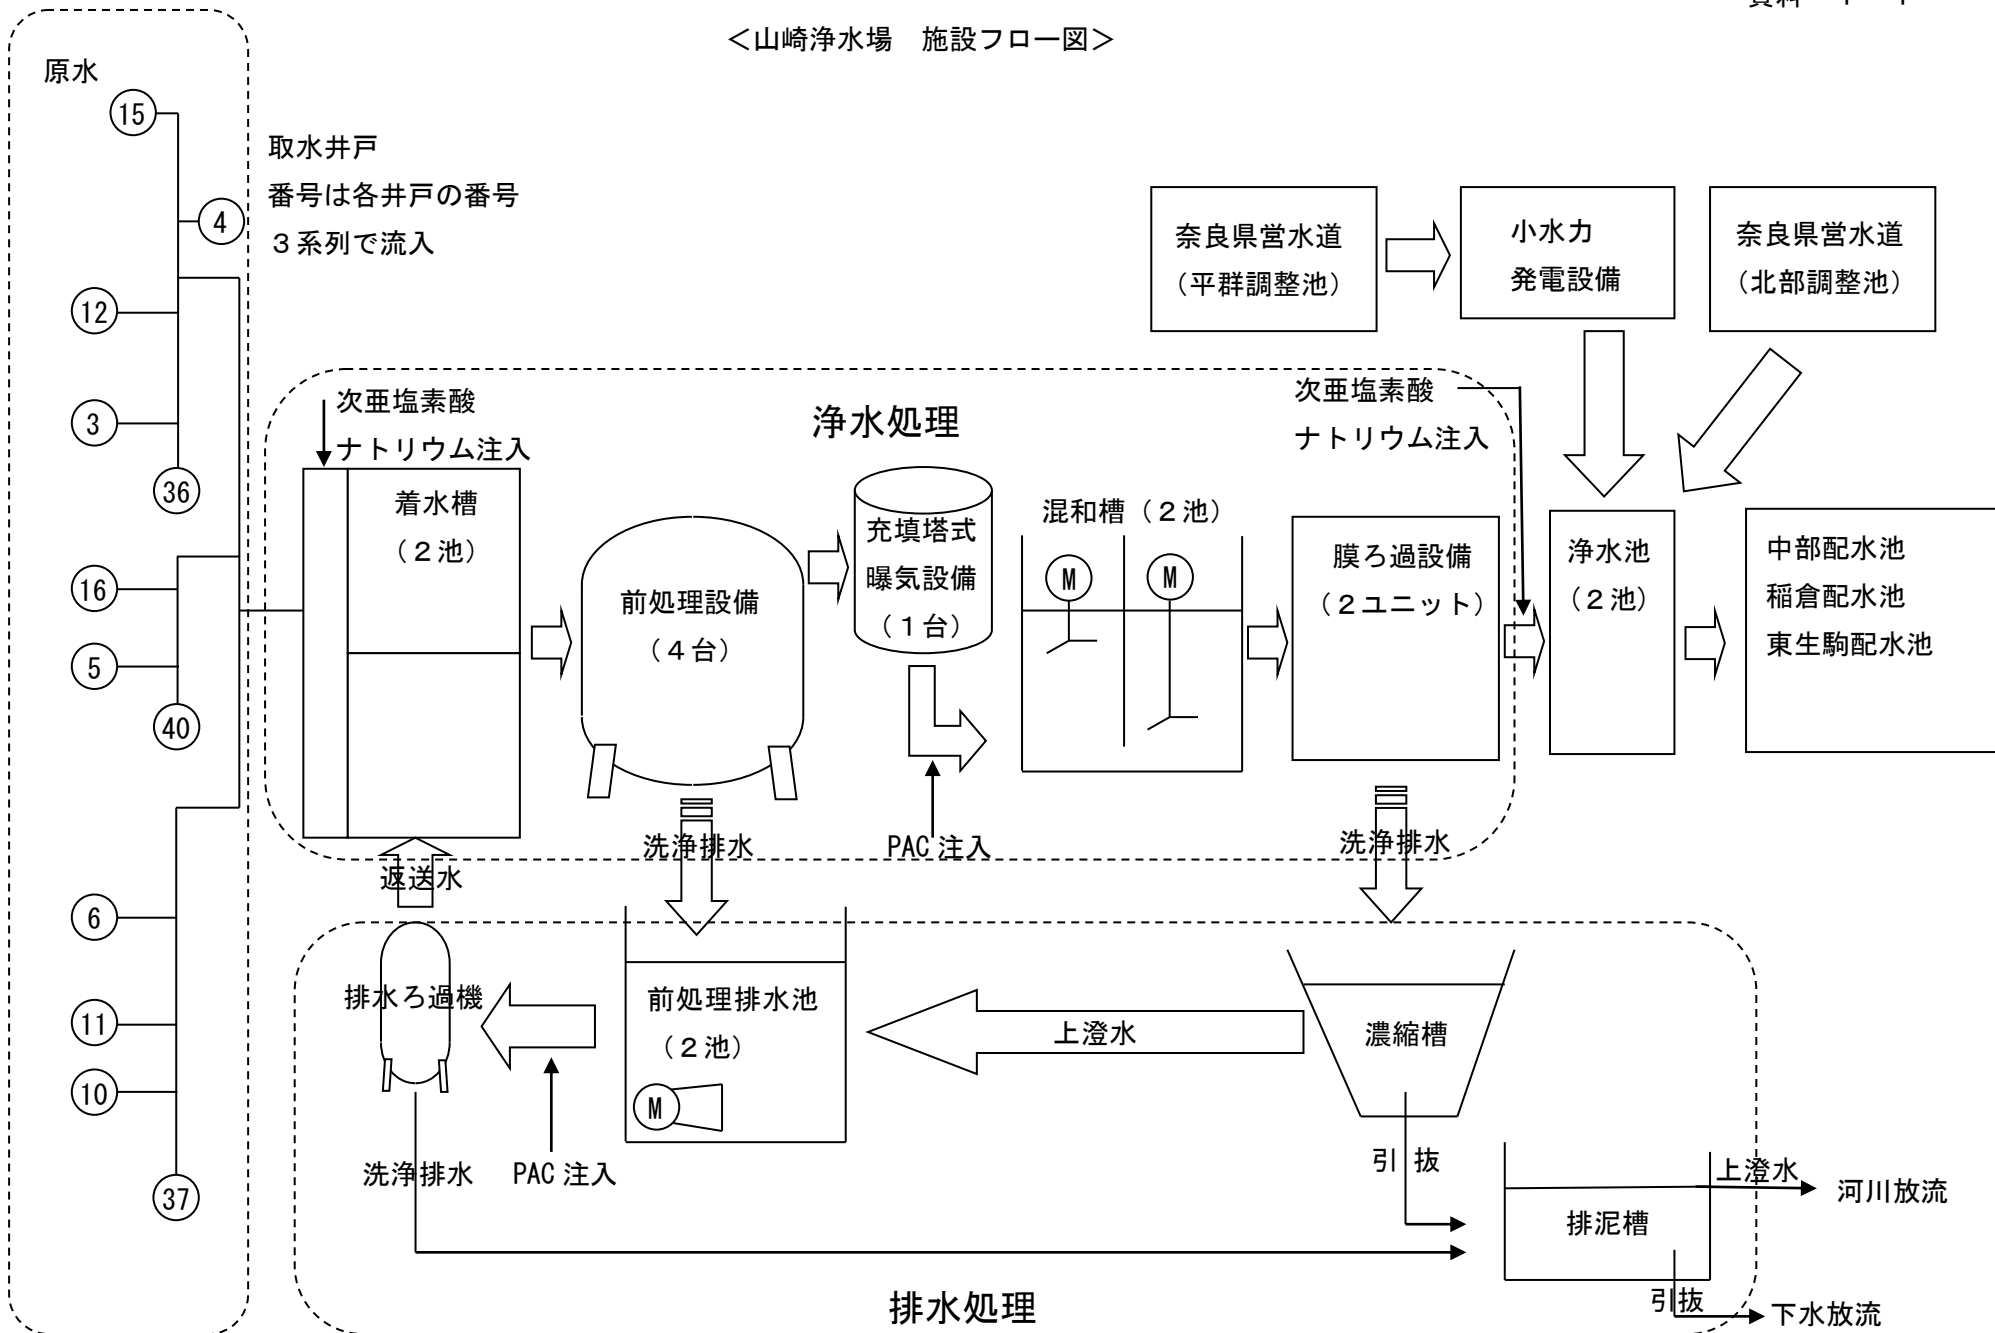 ＜山崎浄水場　施設フロー図＞
原水
15
4
12
3
36
16
5
40
6
11
10
37
取水井戸
番号は各井戸の番号
３系列で流入
奈良県営水道
（平群調整池）
小水力
発電設備
奈良県営水道
（北部調整池）
浄水処理
次亜塩素酸
ナトリウム注入
着水槽
（２池）
前処理設備
（４台）
充填塔式
曝気設備
（１台）
PAC 注入
混和槽（２池）
M
M
膜ろ過設備
（２ユニット）
次亜塩素酸
ナトリウム注入
浄水池
（２池）
中部配水池
稲倉配水池
東生駒配水池
返送水
洗浄排水
洗浄排水
排水ろ過機
前処理排水池
（２池）
M
上澄水
濃縮槽
洗浄排水
PAC 注入
引 抜
排泥槽
上澄水
河川放流
引抜
下水放流
排水処理